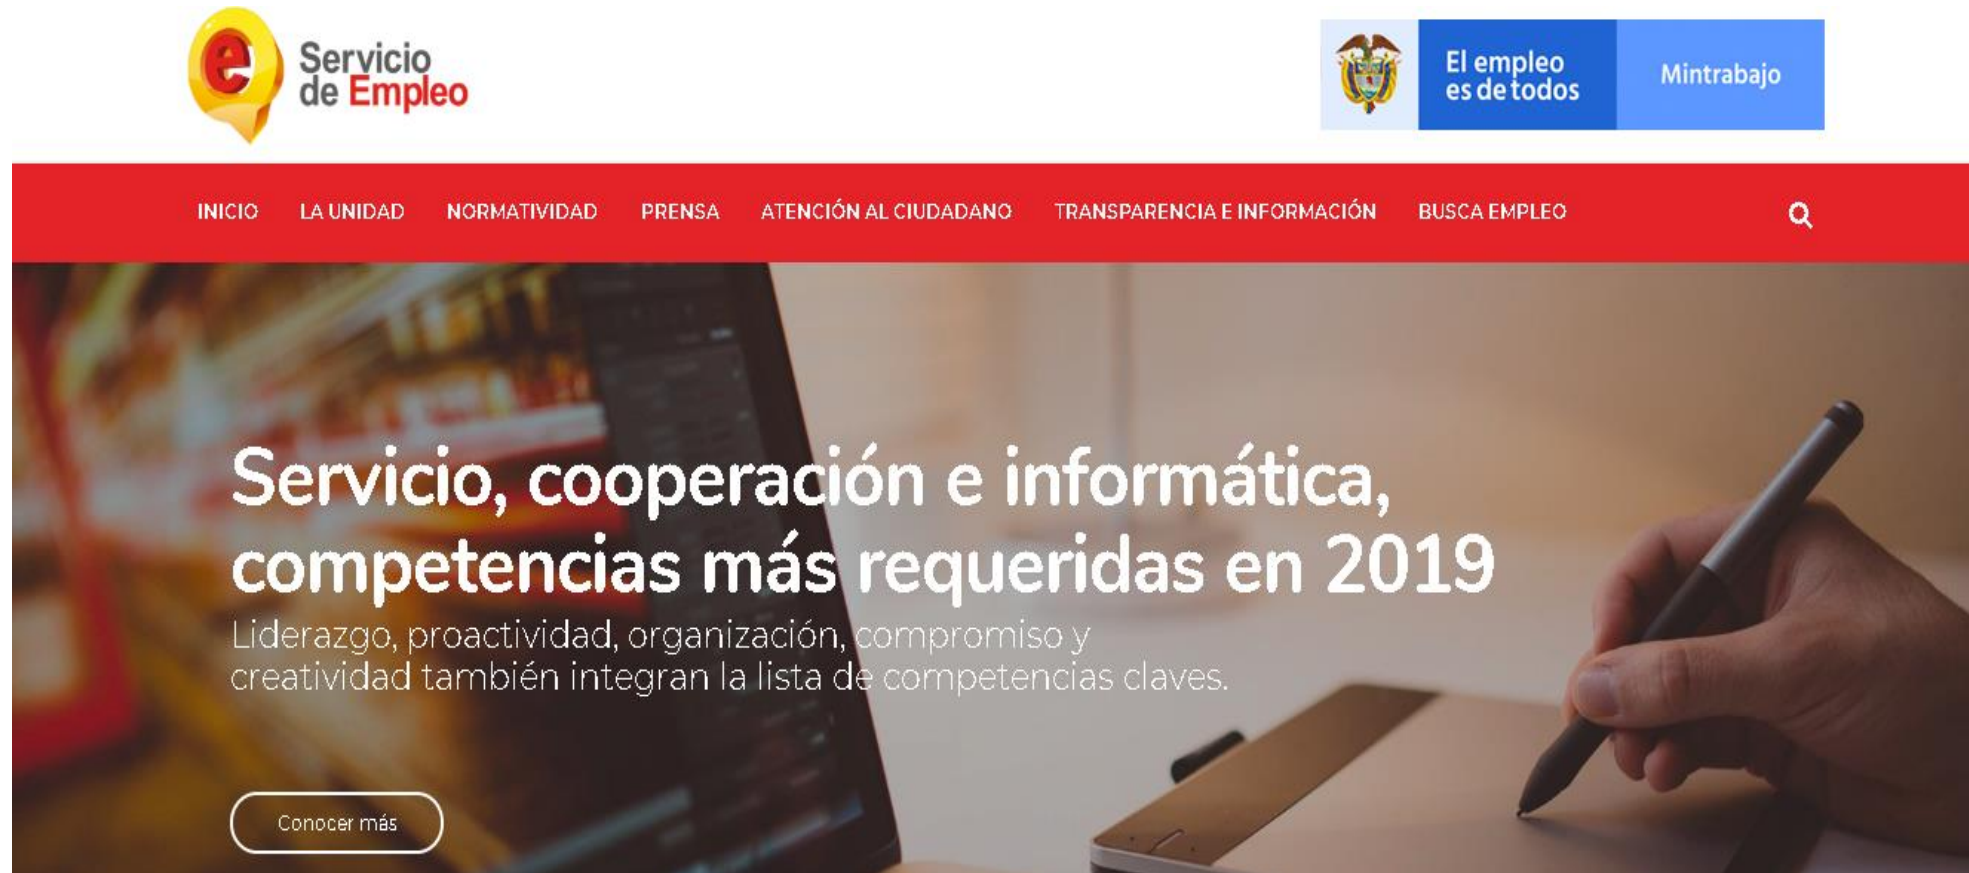 e
Servicio
de Empleo
El empleo
es de todos
Mintrabajo
INICIO LA UNIDAD NORMATIVIDAD PRENSA ATENCIÓN AL CIUDADANO TRANSPARENCIA E INFORMACIÓN BUSCA EMPLEO
Servicio, cooperación e informática,
competencias más requeridas en 2019
Liderazgo, proactividad, organización, compromiso y
creatividad también integran la lista de competencias claves.
Conocer más